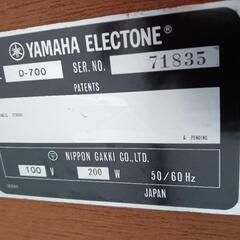 YAMAHA ELECTONE®
L D-700 SER. NO. 71835
PATENTS
& PENDING
NIPPON GAKKI CO., LTD.
100 V 200 W 50/60 Hz
JAPAN